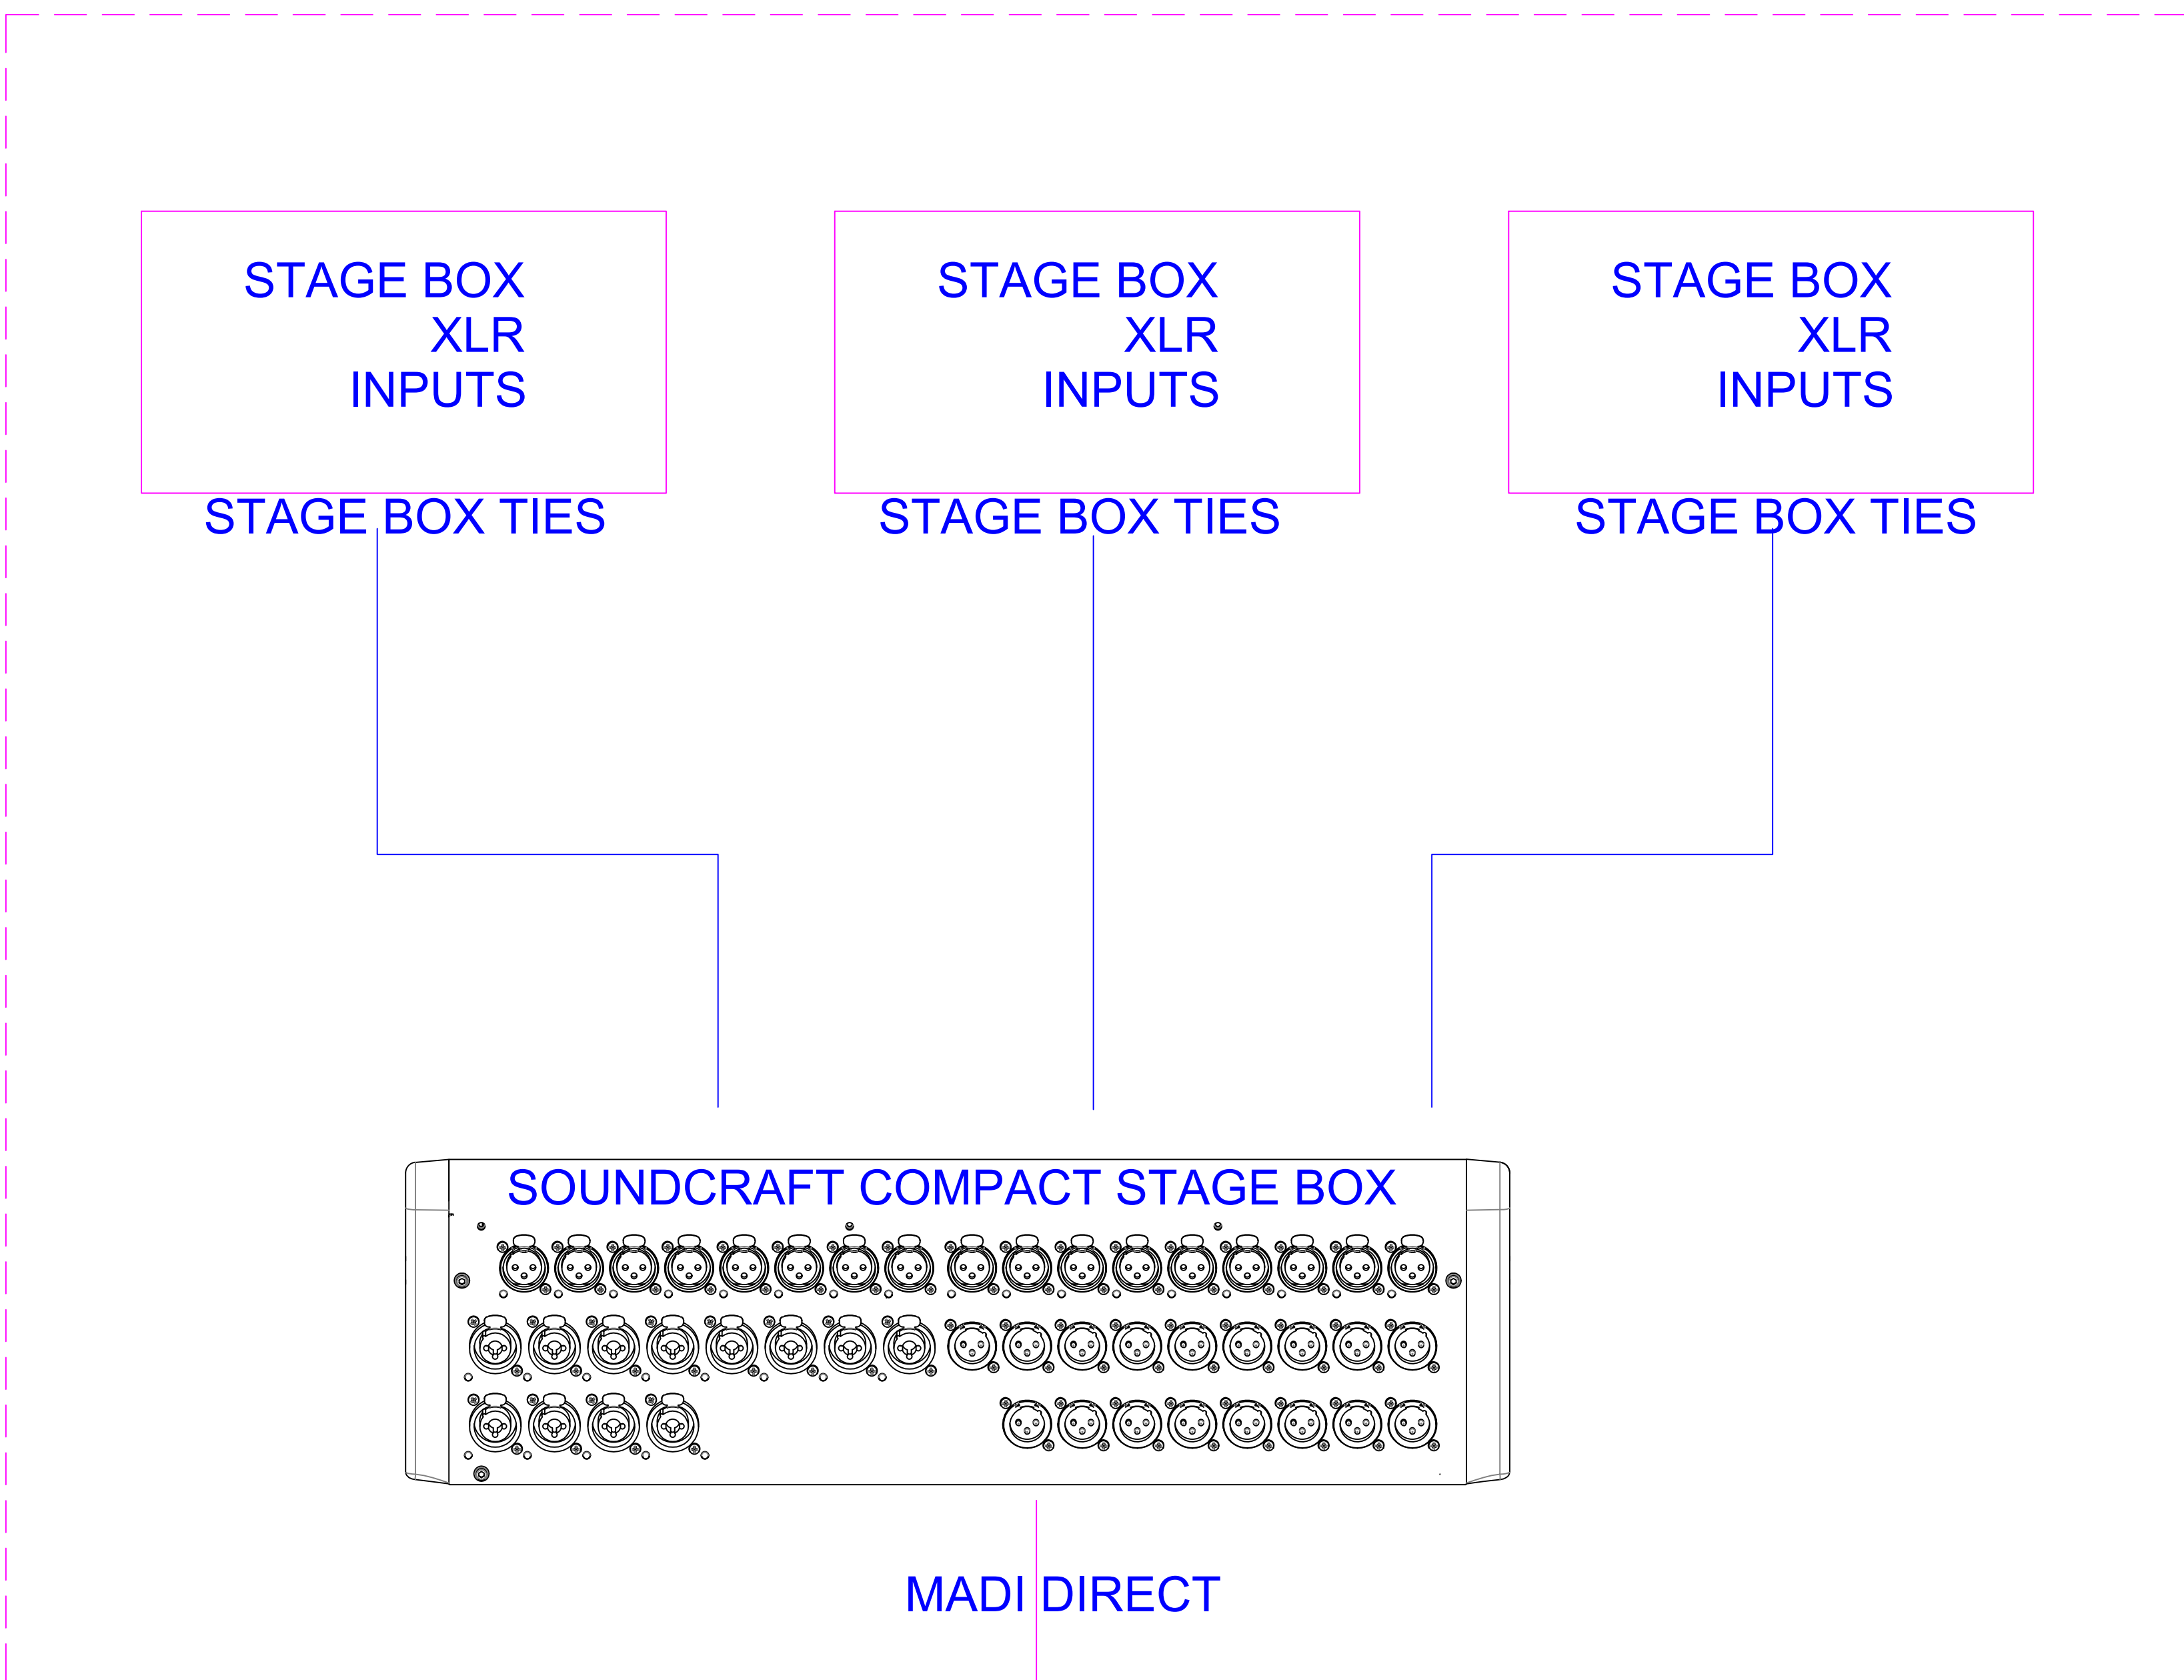 STAGE BOX
XLR
INPUTS
STAGE BOX
XLR
INPUTS
STAGE BOX
XLR
INPUTS
STAGE BOX TIES
STAGE BOX TIES
STAGE BOX TIES
SOUNDCRAFT COMPACT STAGE BOX
MADI DIRECT